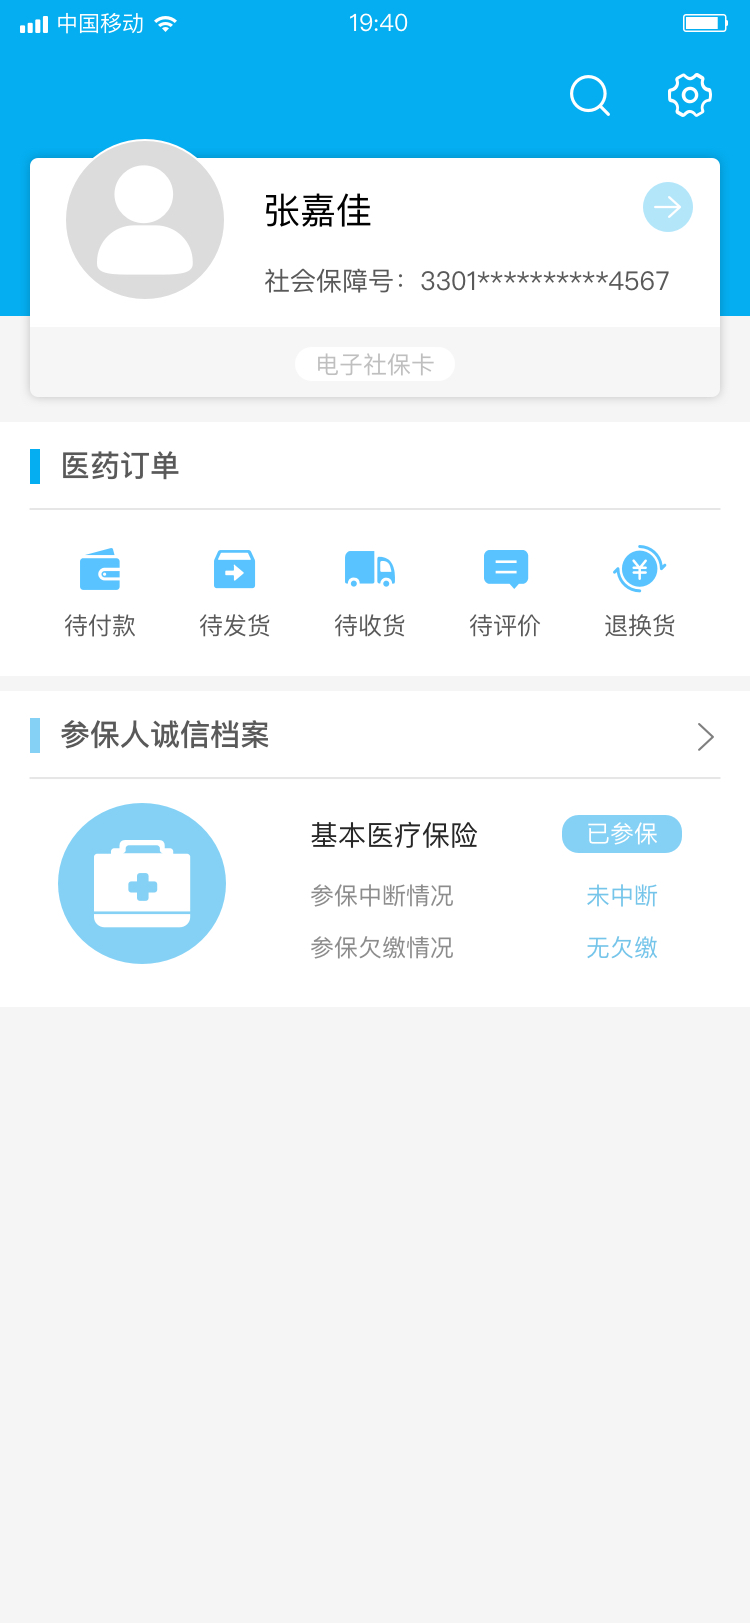 中国移动 19:40
张嘉佳
社会保障号：3301**********4567
电子社保卡
医药订单
待付款 待发货 待收货 待评价 退换货
参保人诚信档案
基本医疗保险 已参保
参保中断情况 未中断
参保欠缴情况 无欠缴